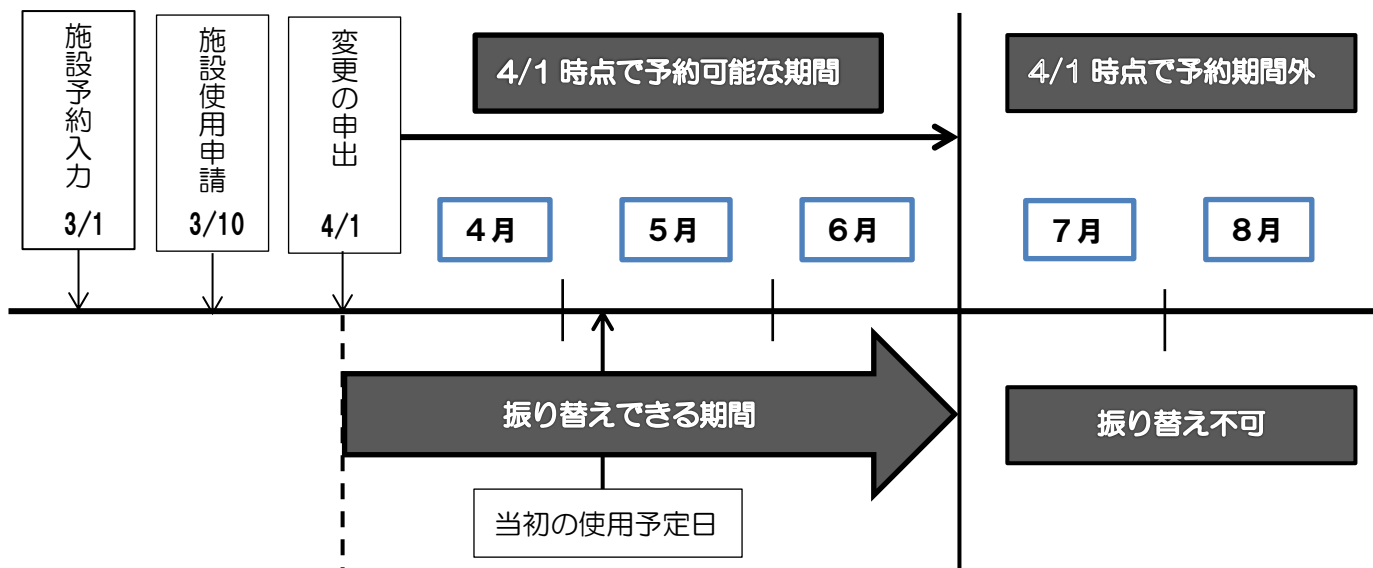 施設予約入力
3/1
施設使用申請
3/10
変更の申出
4/1
4/1 時点で予約可能な期間
4/1 時点で予約期間外
4月
5月
6月
7月
8月
振り替えできる期間
振り替え不可
当初の使用予定日